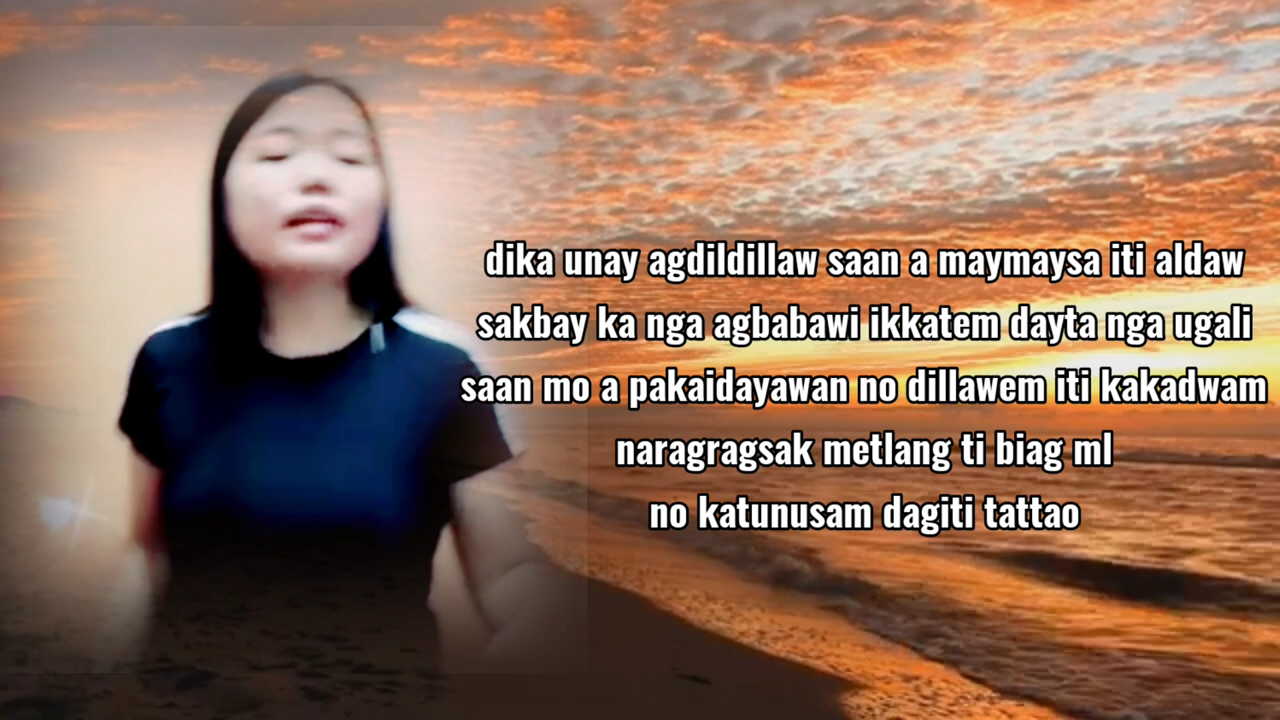 dika unay agdildillaw saan a maymaysa iti aldaw
sakbay ka nga agbabawi ikkatem dayta nga ugali
saan mo a pakaidayawan no dillawem iti kakadwam
naragragsak metlang ti biag ml
no katunusam dagiti tattao